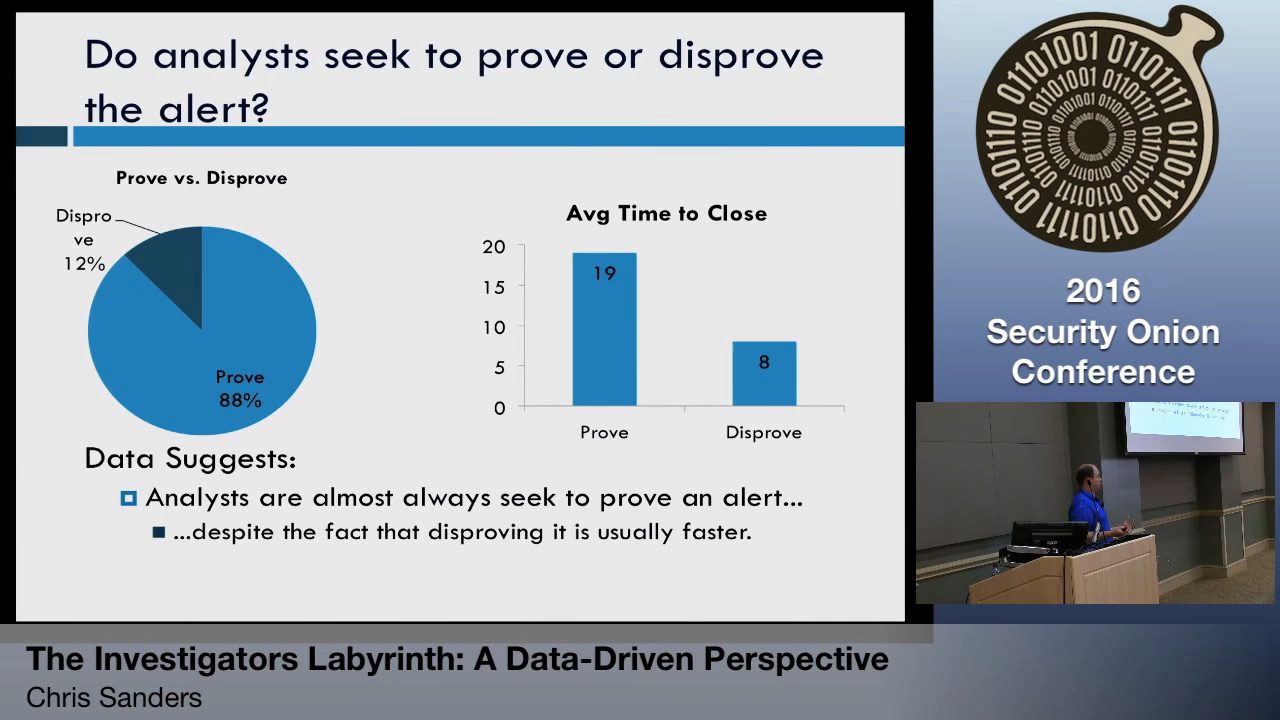 Do analysts seek to prove or disprove
the alert?
Prove vs. Disprove
Dispro
ve
12%
Prove
88%
Avg Time to Close
20
15
10
5
0
19
8
Prove
Disprove
Data Suggests:
Analysts are almost always seek to prove an alert...
...despite the fact that disproving it is usually faster.
2016
Security Onion
Conference
The Investigators Labyrinth: A Data-Driven Perspective
Chris Sanders